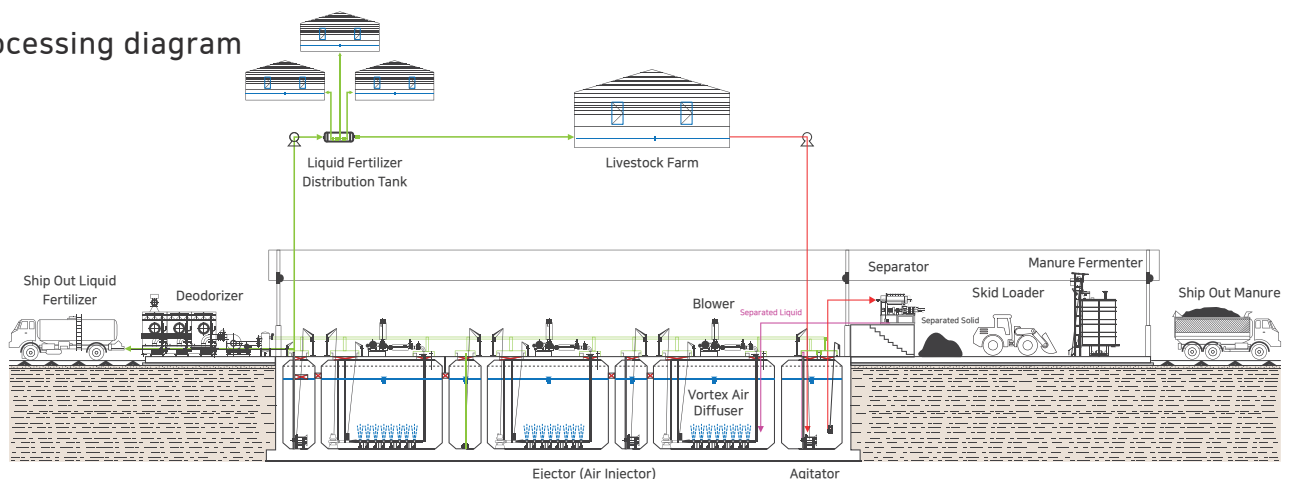 ocessing diagram
Liquid Fertilizer
Distribution Tank
Livestock Farm
Ship Out Liquid
Fertilizer
Deodorizer
Blower
Separated Liquid
Separator
Separated Solid
Skid Loader
Manure Fermenter
Ship Out Manure
Vortex Air
Diffuser
Ejector (Air Injector)
Agitator